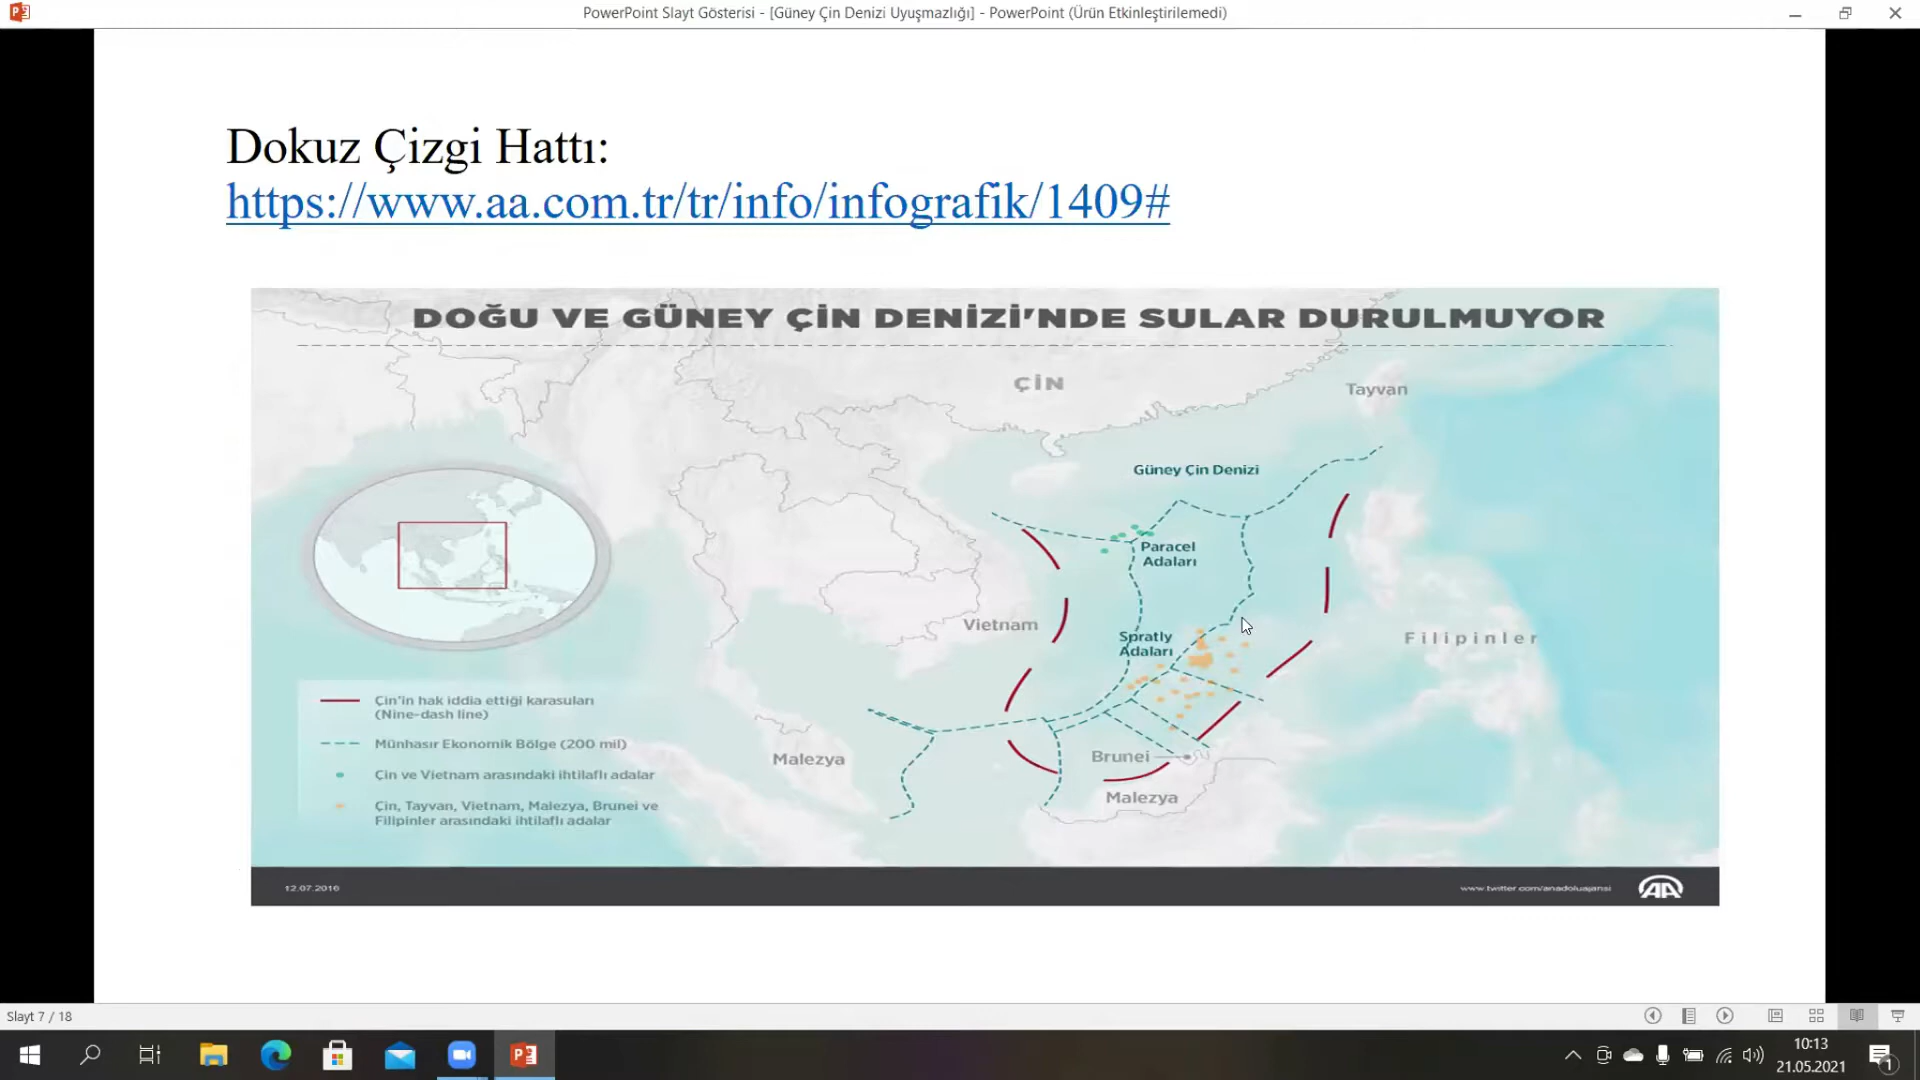 PowerPoint Slayt Gösterisi - [Güney Çin Denizi Uyuşmazlığı] - PowerPoint (Ürün Etkinleştirilemedi)
Dokuz Çizgi Hattı:
https://www.aa.com.tr/tr/info/infografik/1409#
DOĞU VE GÜNEY ÇİN DENİZİ'NDE SULAR DURULMUYOR
ÇİN
Tayvan
Güney Çin Denizi
Paracel
Adaları
Vietnam
Spratly
Adaları
Filipinler
Çin'in hak iddia ettiği karasuları
(Nine-dash line)
Münhasır Ekonomik Bölge (200 mil)
Malezya
Brunei
Çin ve Vietnam arasındaki ihtilaflı adalar
Malezya
Çin, Tayvan, Vietnam, Malezya, Brunei ve
Filipinler arasındaki ihtilaflı adalar
12.07.2016
www.twitter.com/anadoluajansi
AA
Slayt 7 / 18
10:13
21.05.2021
1